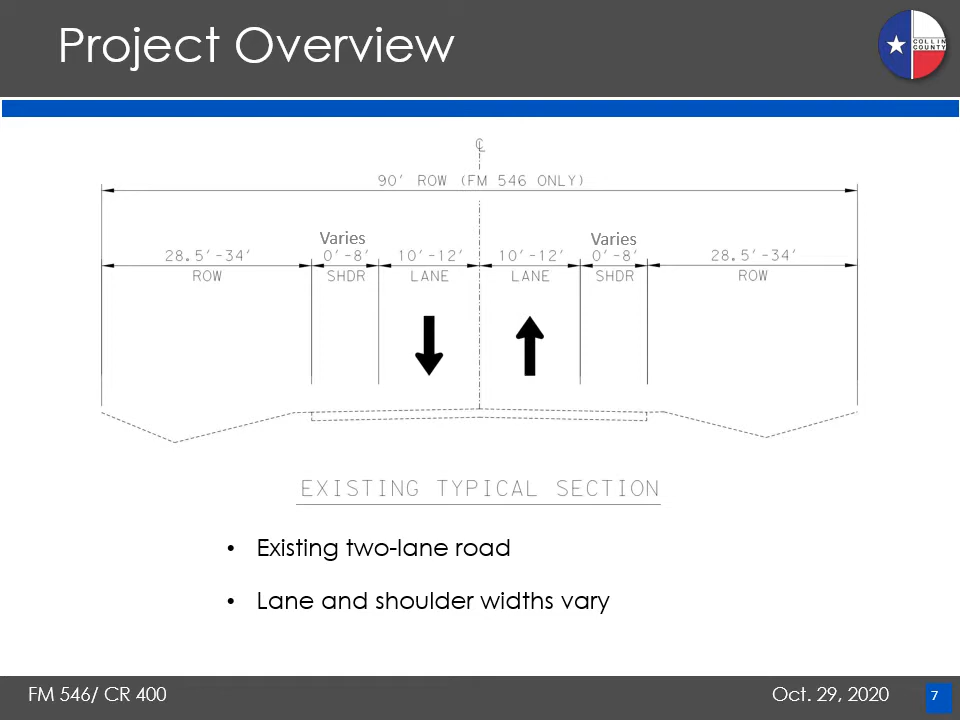 Project Overview
COLLIN
COUNTY
℄
90' ROW (FM 546 ONLY)
Varies Varies
28.5'-34' 0'-8' 10'-12' 10'-12' 0'-8' 28.5'-34'
ROW SHDR LANE LANE SHDR ROW
EXISTING TYPICAL SECTION
• Existing two-lane road
• Lane and shoulder widths vary
FM 546/ CR 400 Oct. 29, 2020 7